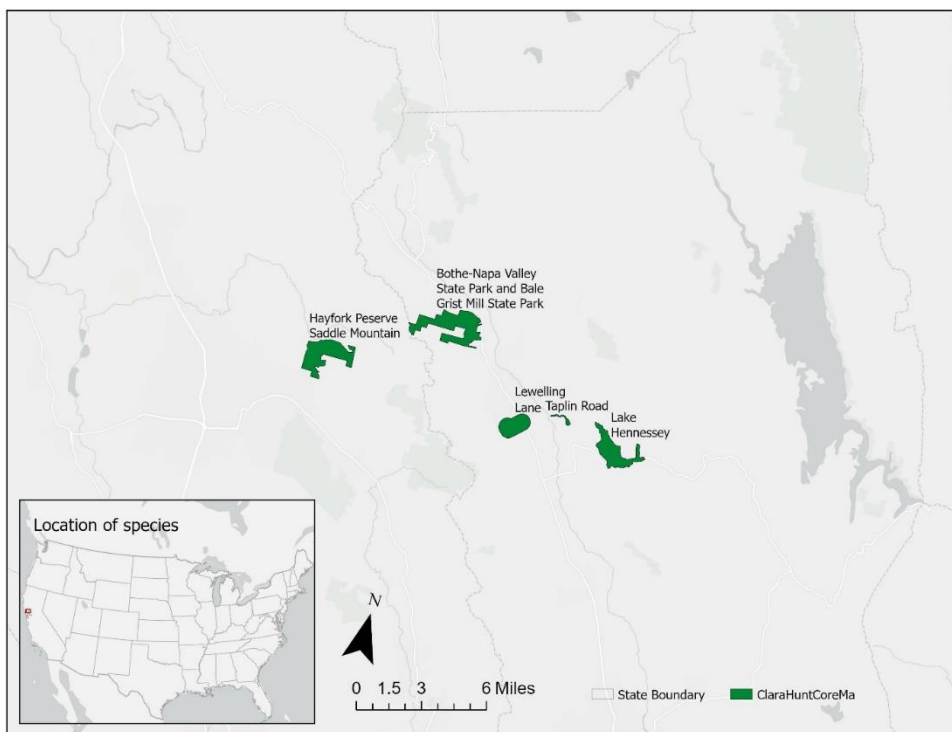 Bothe-Napa Valley
State Park and Bale
Grist Mill State Park
Hayfork Peserve
Saddle Mountain
Lewelling
Lane
Taplin Road
Lake
Hennessey
Location of species
N
0 1.5 3 6 Miles
State Boundary
ClaraHuntCoreMa